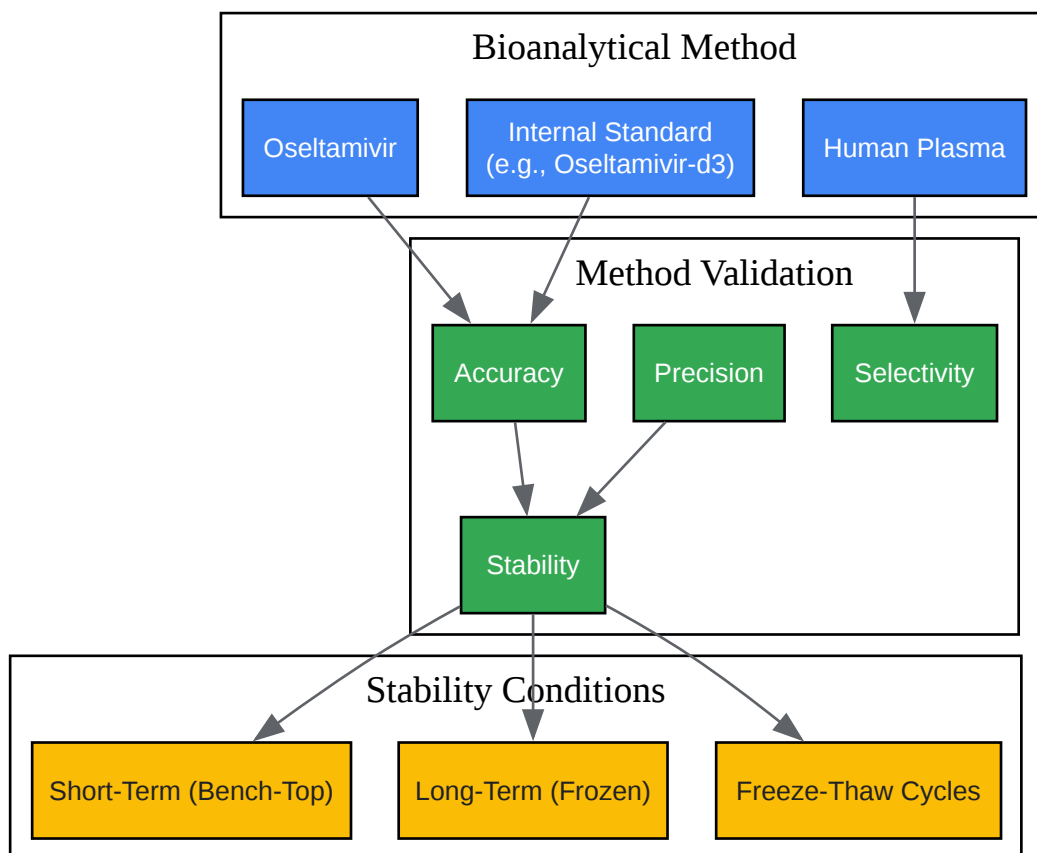 Bioanalytical Method
Oseltamivir
Internal Standard
(e.g., Oseltamivir-d3)
Human Plasma
Method Validation
Accuracy
Precision
Selectivity
Stability
Stability Conditions
Short-Term (Bench-Top)
Long-Term (Frozen)
Freeze-Thaw Cycles